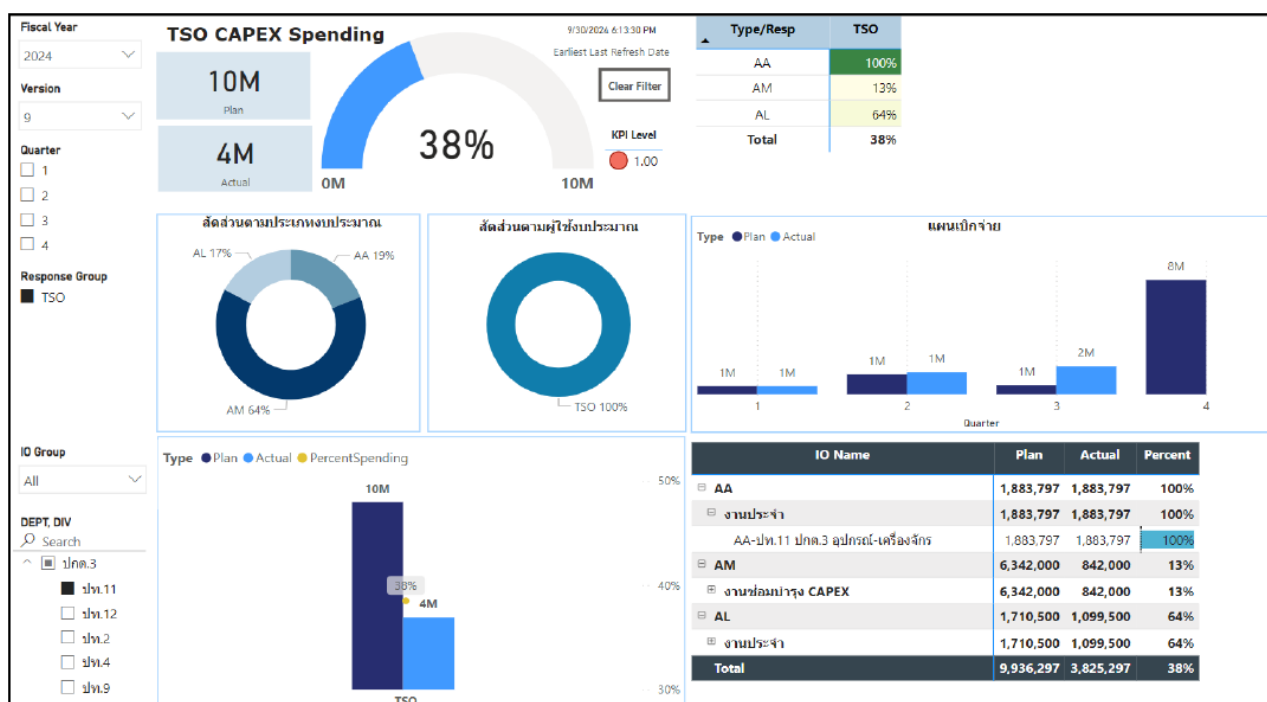 Fiscal Year
2024
Version
9
Quarter
1
2
3
4
Response Group
TSO
IO Group
All
DEPT, DIV
Search
ปกต.3
ปท.11
ปท.12
ปท.2
ปท.4
ปท.9
TSO CAPEX Spending
10M
Plan
4M
Actual
38%
0M
10M
9/30/2024 6:13:30 PM
Earliest Last Refresh Date
Clear Filter
KPI Level
1.00
Type/Resp TSO
AA 100%
AM 13%
AL 64%
Total 38%
สัดส่วนตามประเภทงบประมาณ
AL 17%
AA 19%
AM 64%
สัดส่วนตามผู้ใช้งบประมาณ
TSO 100%
แผนเบิกจ่าย
Type Plan Actual
1M 1M 1M 1M 1M 2M 8M
1 2 3 4
Quarter
Type Plan Actual PercentSpending
10M
38%
4M
50%
40%
30%
TSO
IO Name Plan Actual Percent
AA 1,883,797 1,883,797 100%
งานประจำ 1,883,797 1,883,797 100%
AA-ปท.11 ปกต.3 อุปกรณ์-เครื่องจักร 1,883,797 1,883,797 100%
AM 6,342,000 842,000 13%
งานซ่อมบำรุง CAPEX 6,342,000 842,000 13%
AL 1,710,500 1,099,500 64%
งานประจำ 1,710,500 1,099,500 64%
Total 9,936,297 3,825,297 38%